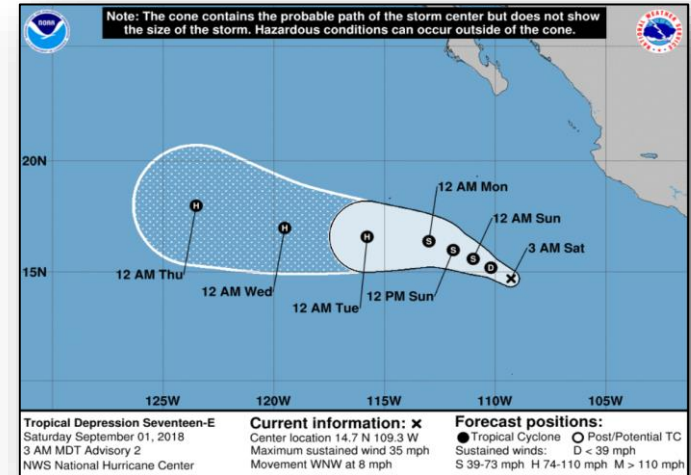 Note: The cone contains the probable path of the storm center but does not show
the size of the storm. Hazardous conditions can occur outside of the cone.
NOAA
20N
12 AM Mon
12 AM Sun
3 AM Sat
H
H
H
S
S
S
D
15N
12 AM Thu
12 AM Wed
12 AM Tue
12 PM Sun
125W
120W
115W
110W
105W
Tropical Depression Seventeen-E
Saturday September 01, 2018
3 AM MDT Advisory 2
NWS National Hurricane Center
Current information: ×
Center location 14.7 N 109.3 W
Maximum sustained wind 35 mph
Movement WNW at 8 mph
Forecast positions:
● Tropical Cyclone ○ Post/Potential TC
Sustained winds: D < 39 mph
S 39-73 mph H 74-110 mph M > 110 mph